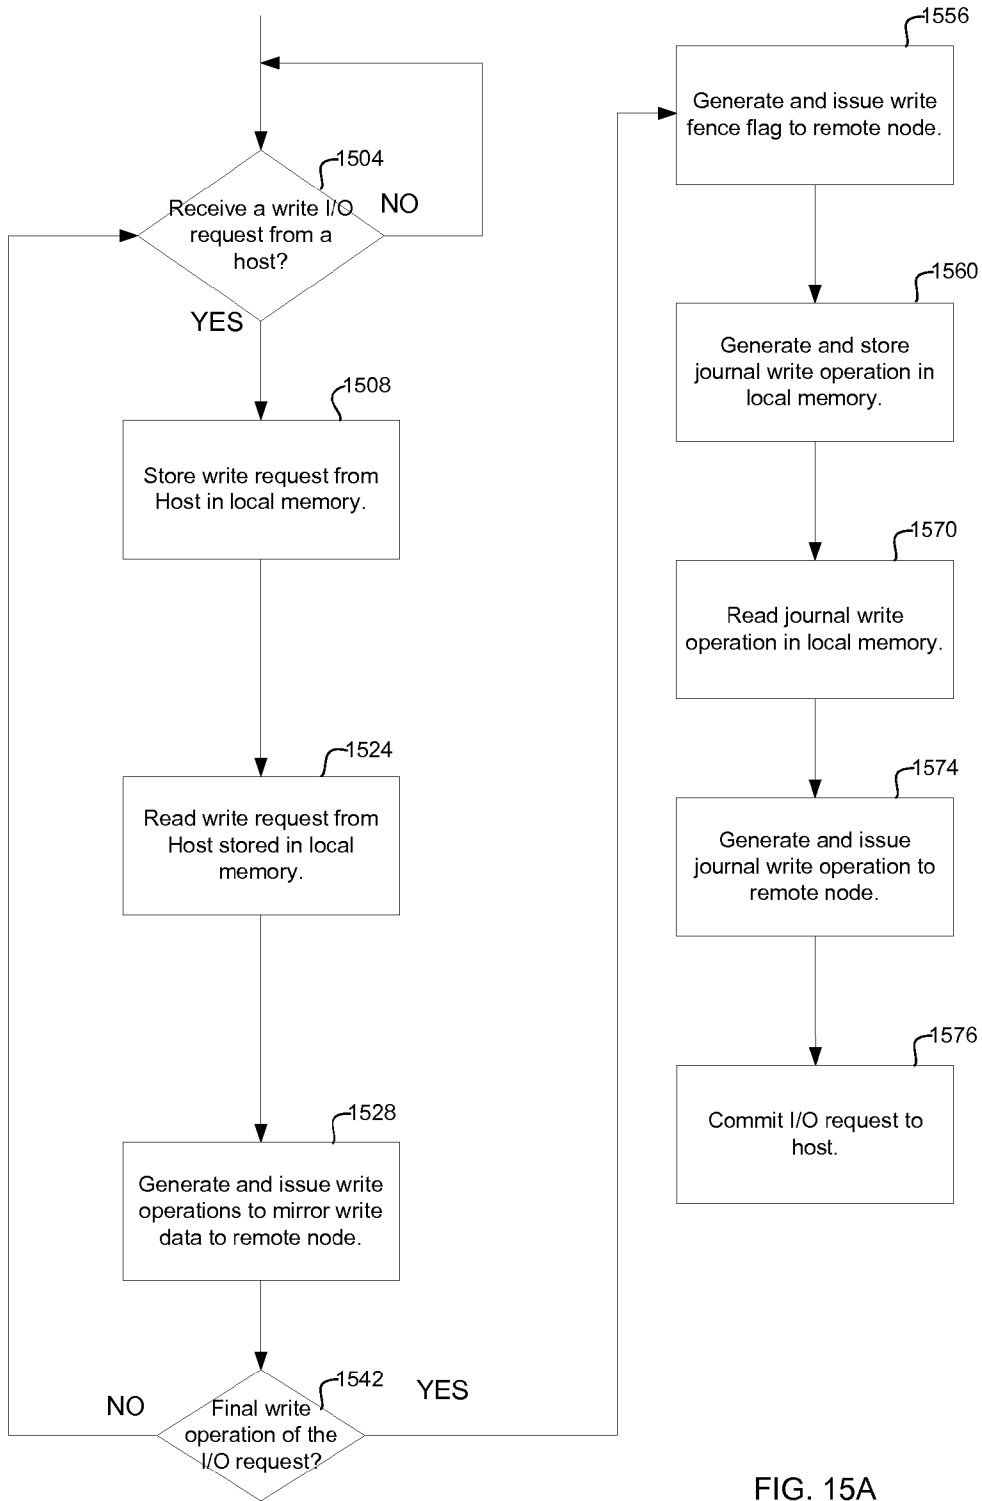 1504
Receive a write I/O
request from a
host?
NO
YES
1508
Store write request from
Host in local memory.
1524
Read write request from
Host stored in local
memory.
1528
Generate and issue write
operations to mirror write
data to remote node.
1542
Final write
operation of the
I/O request?
NO
YES
1556
Generate and issue write
fence flag to remote node.
1560
Generate and store
journal write operation in
local memory.
1570
Read journal write
operation in local memory.
1574
Generate and issue
journal write operation to
remote node.
1576
Commit I/O request to
host.
FIG. 15A